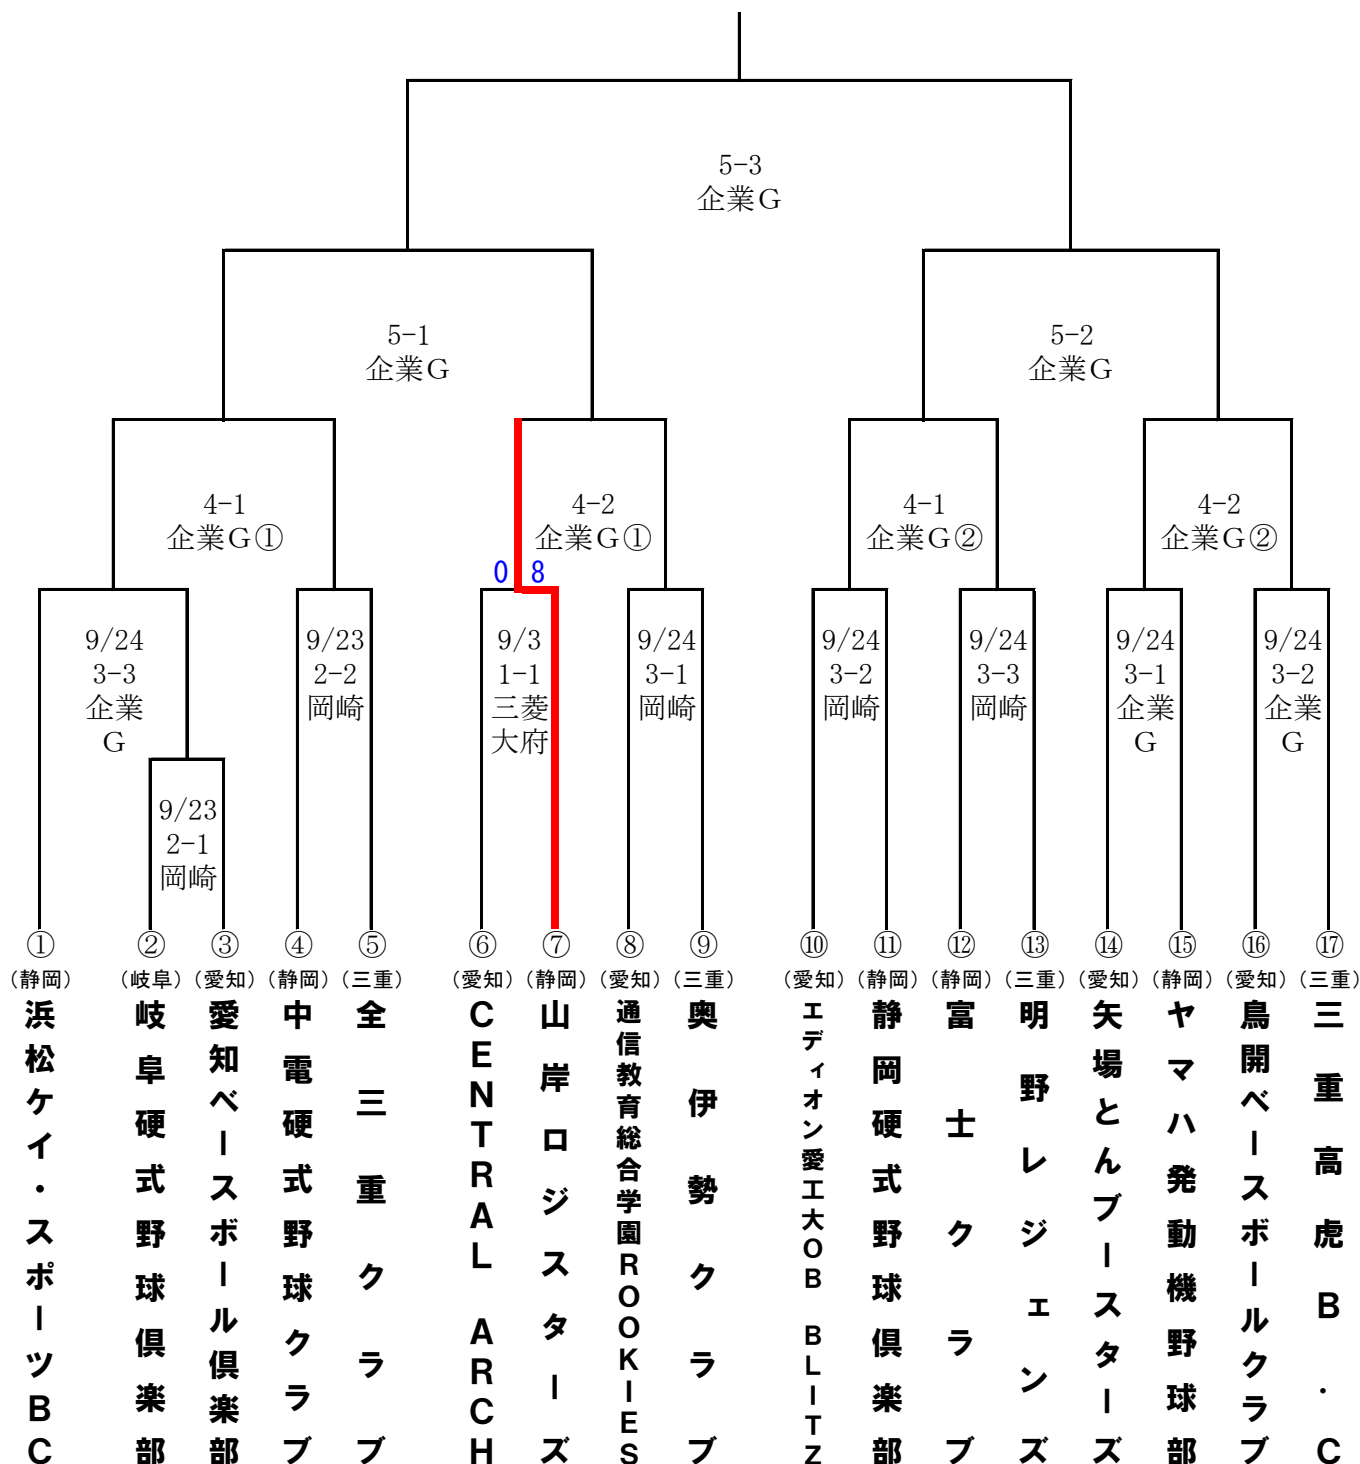 5-3
企業G
5-1
企業G
5-2
企業G
4-1
企業G①
4-2
企業G①
4-1
企業G②
4-2
企業G②
0 8
9/24
3-3
企業
G
9/23
2-2
岡崎
9/3
1-1
三菱
大府
9/24
3-1
岡崎
9/24
3-2
岡崎
9/24
3-3
岡崎
9/24
3-1
企業
G
9/24
3-2
企業
G
9/23
2-1
岡崎
① ② ③ ④ ⑤ ⑥ ⑦ ⑧ ⑨ ⑩ ⑪ ⑫ ⑬ ⑭ ⑮ ⑯ ⑰
(静岡) (岐阜) (愛知) (静岡) (三重) (愛知) (静岡) (愛知) (三重) (愛知) (静岡) (静岡) (三重) (愛知) (静岡) (愛知) (三重)
浜松ケイ・スポーツBC
岐阜硬式野球倶楽部
愛知ベースボール倶楽部
中電硬式野球クラブ
全三重クラブ
CENTRAL ARCH
山岸ロジスターズ
通信教育総合学園ROOKIES
奥伊勢クラブ
エディオン愛工大OB BLITZ
静岡硬式野球倶楽部
富士クラブ
明野レジェンズ
矢場とんブースターズ
ヤマハ発動機野球部
鳥開ベースボールクラブ
三重高虎B.C